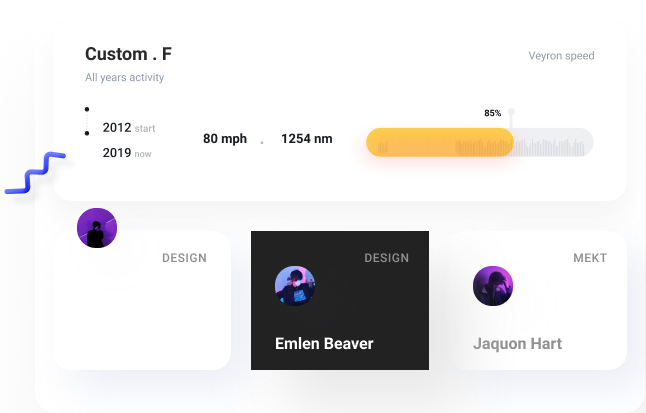 Custom . F
Veyron speed
All years activity
85%
2012 start
80 mph . 1254 nm
2019 now
DESIGN
DESIGN
MEKT
Emlen Beaver
Jaquon Hart